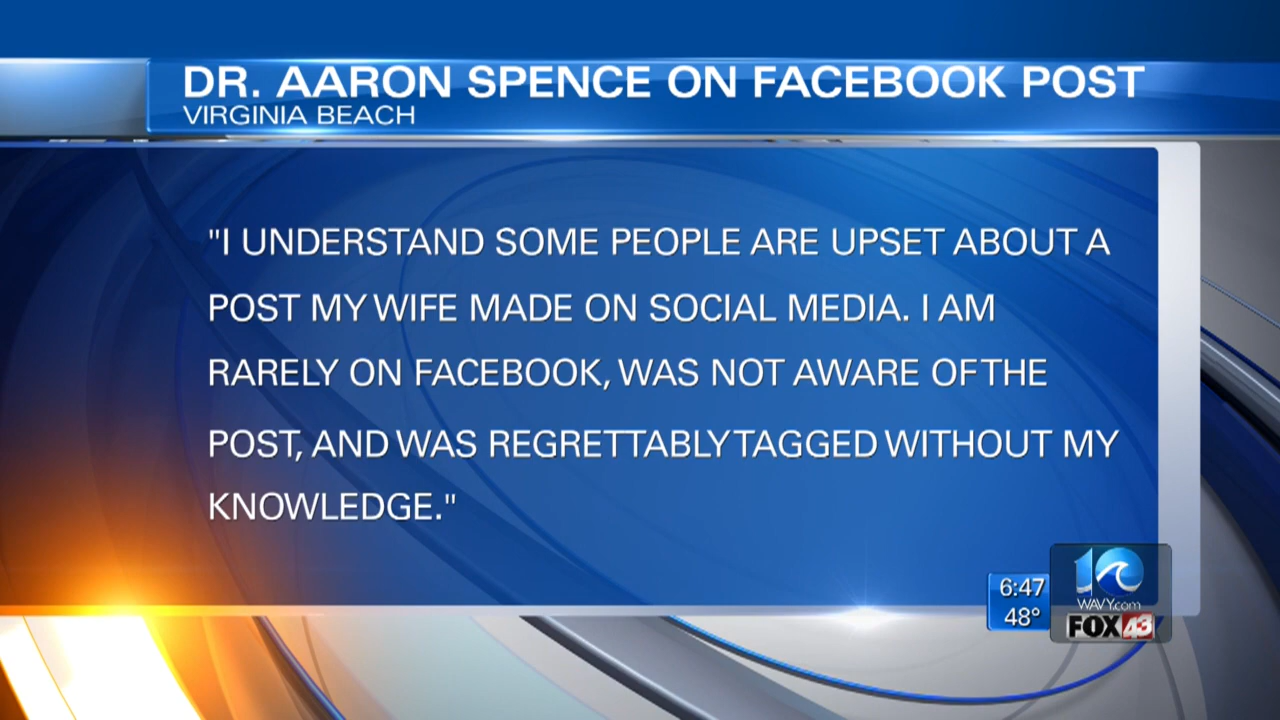 DR. AARON SPENCE ON FACEBOOK POST
VIRGINIA BEACH
"I UNDERSTAND SOME PEOPLE ARE UPSET ABOUT A
POST MY WIFE MADE ON SOCIAL MEDIA. I AM
RARELY ON FACEBOOK, WAS NOT AWARE OF THE
POST, AND WAS REGRETTABLY TAGGED WITHOUT MY
KNOWLEDGE."
6:47
48°
10
WAVY.com
FOX 43